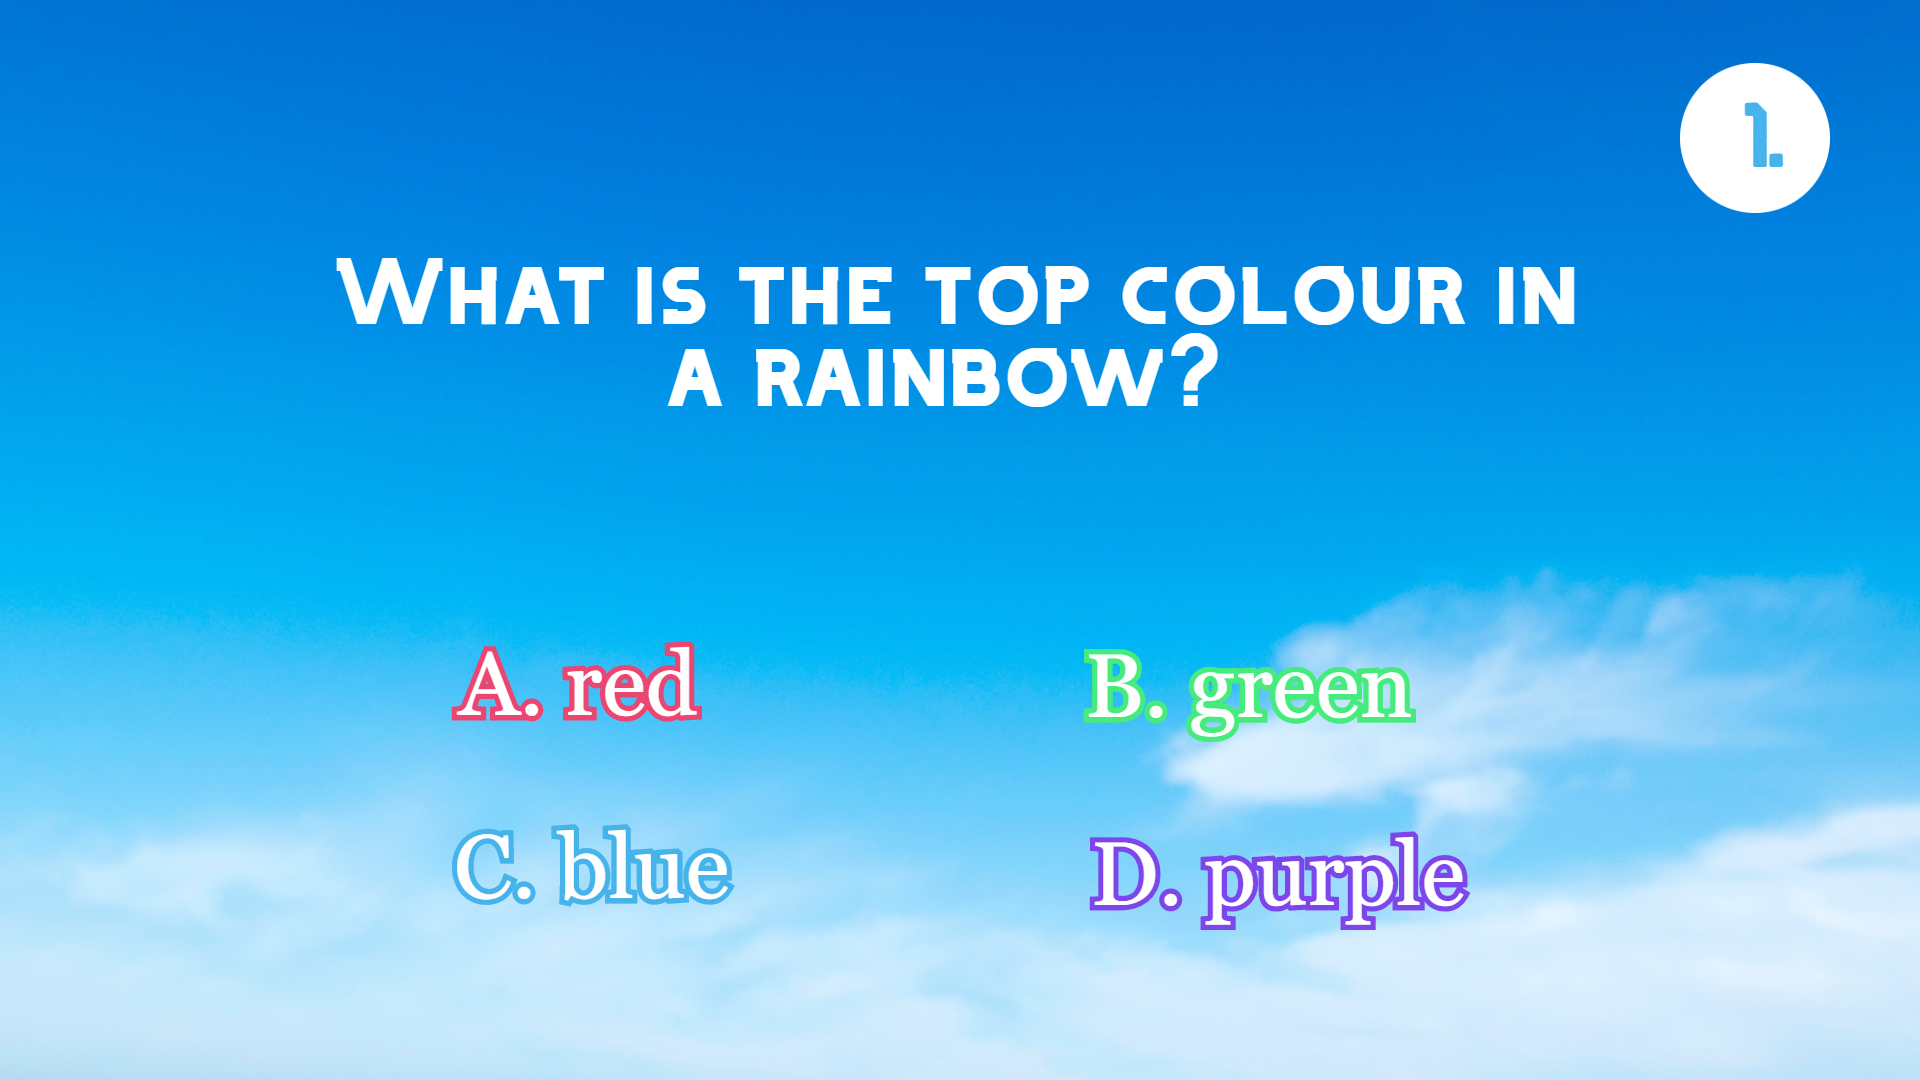 1.
What is the top colour in
a rainbow?
A. red
B. green
C. blue
D. purple